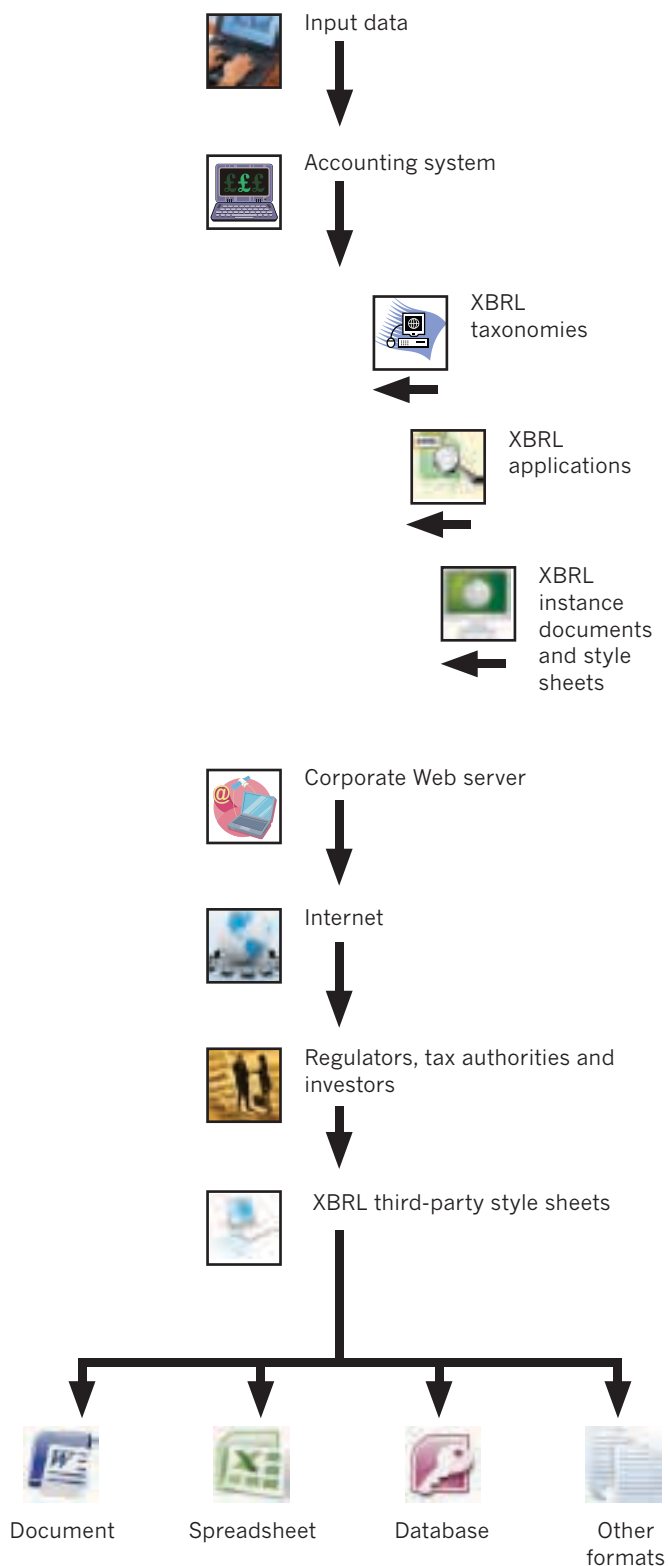 Input data
£££
Accounting system
XBRL
taxonomies
XBRL
applications
XBRL
instance
documents
and style
sheets
@
Corporate Web server
Internet
Regulators, tax authorities and
investors
XBRL third-party style sheets
W
X
Document
Spreadsheet
Database
Other
formats